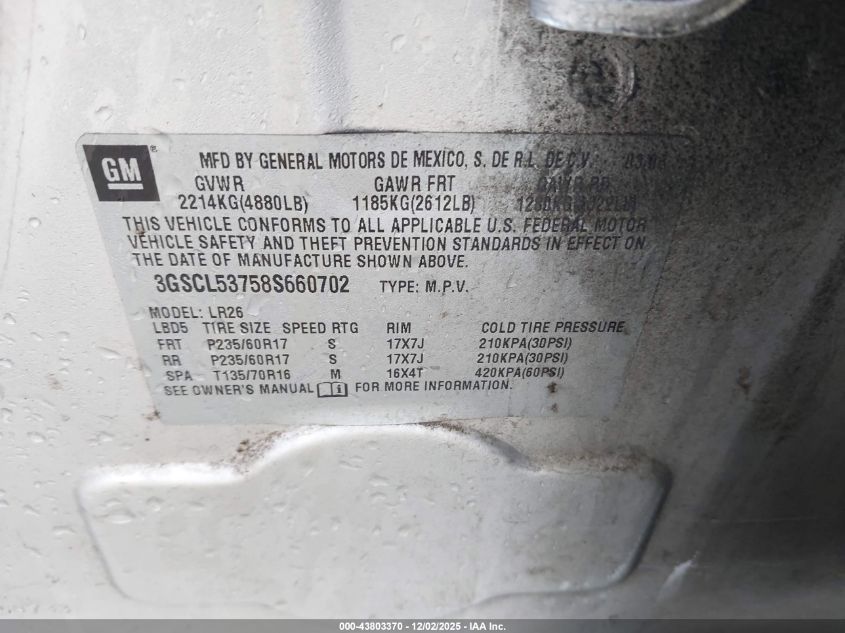 GM ®
MFD BY GENERAL MOTORS DE MEXICO, S. DE R.L. DE C.V.
GVWR GAWR FRT GAWR RR
2214KG(4880LB) 1185KG(2612LB)
THIS VEHICLE CONFORMS TO ALL APPLICABLE U.S. FEDERAL MOTOR
VEHICLE SAFETY AND THEFT PREVENTION STANDARDS IN EFFECT ON
THE DATE OF MANUFACTURE SHOWN ABOVE.
3GSCL53758S660702 TYPE: M.P.V.
MODEL: LR26
LBD5 TIRE SIZE SPEED RTG RIM COLD TIRE PRESSURE
FRT P235/60R17 S 17X7J 210KPA(30PSI)
RR P235/60R17 S 17X7J 210KPA(30PSI)
SPA T135/70R16 M 16X4T 420KPA(60PSI)
SEE OWNER'S MANUAL FOR MORE INFORMATION.
000-43803370 - 12/02/2025 - IAA Inc.